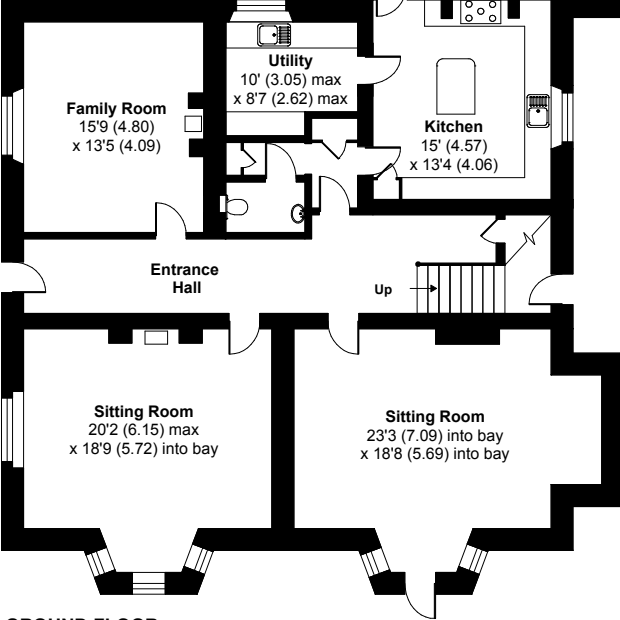 Utility
10' (3.05) max
x 8'7 (2.62) max
Family Room
15'9 (4.80)
x 13'5 (4.09)
Kitchen
15' (4.57)
x 13'4 (4.06)
Entrance
Hall
Up
Sitting Room
20'2 (6.15) max
x 18'9 (5.72) into bay
Sitting Room
23'3 (7.09) into bay
x 18'8 (5.69) into bay
GROUND FLOOR